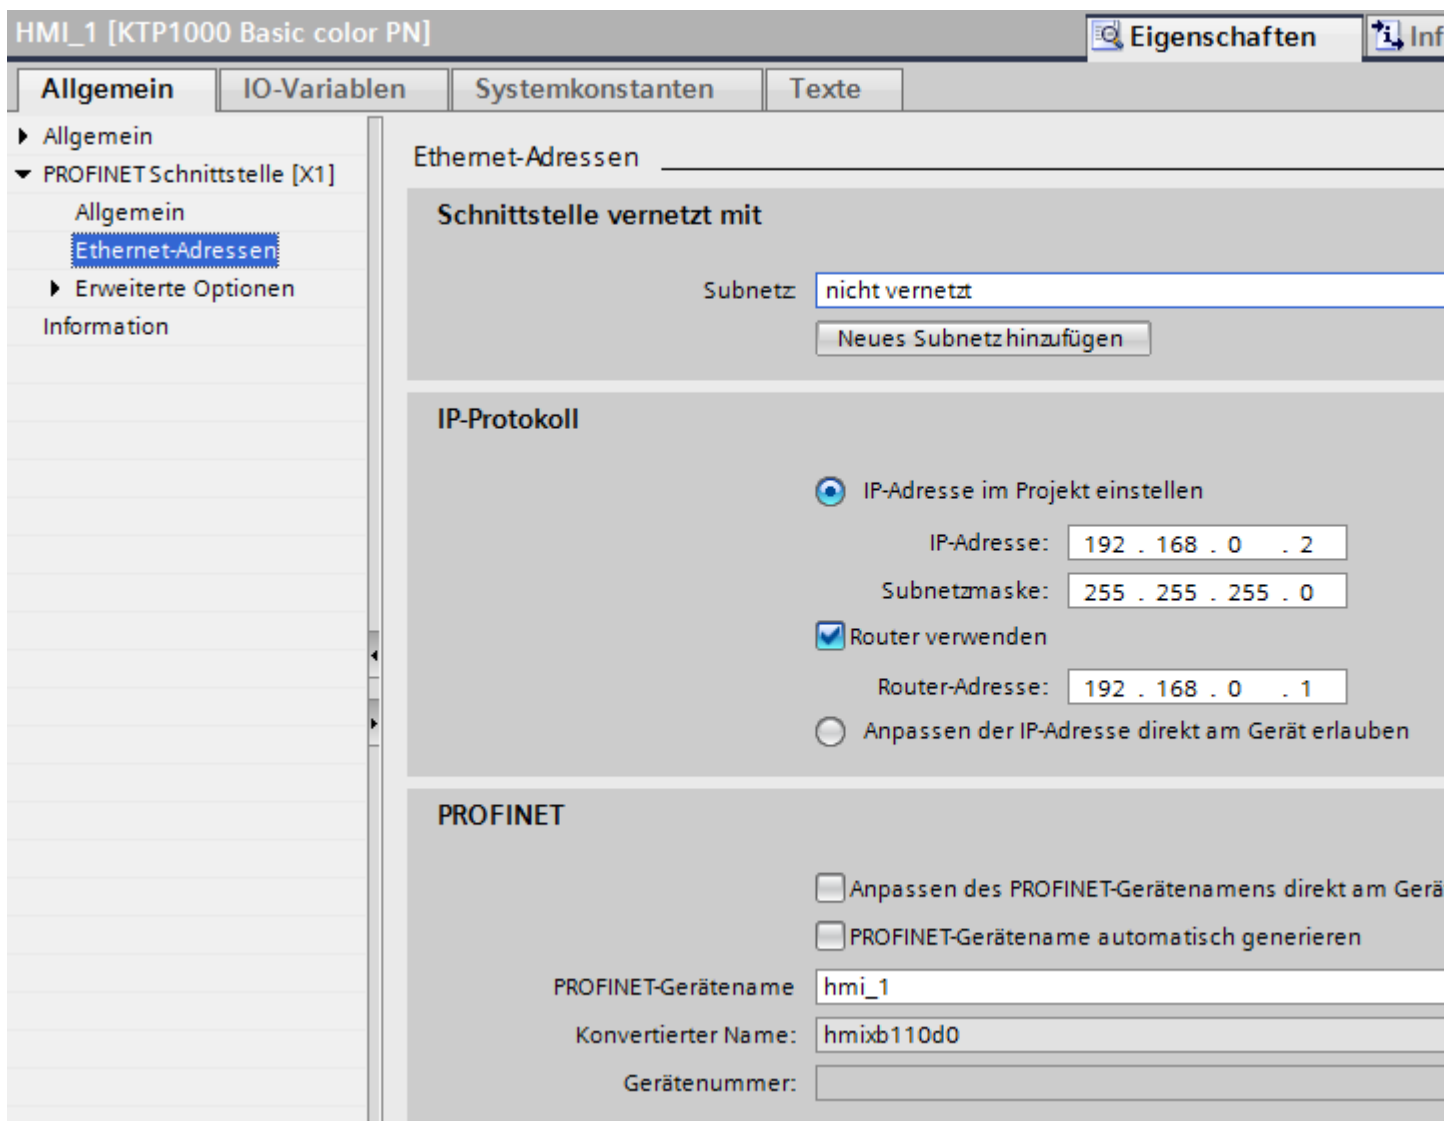 HMI_1 [KTP1000 Basic color PN]
Eigenschaften
Allgemein
IO-Variablen
Systemkonstanten
Texte
Allgemein
PROFINET Schnittstelle [X1]
Allgemein
Ethernet-Adressen
Erweiterte Optionen
Information
Ethernet-Adressen
Schnittstelle vernetzt mit
Subnetz: nicht vernetzt
Neues Subnetz hinzufügen
IP-Protokoll
IP-Adresse im Projekt einstellen
IP-Adresse: 192 . 168 . 0 . 2
Subnetzmaske: 255 . 255 . 255 . 0
Router verwenden
Router-Adresse: 192 . 168 . 0 . 1
Anpassen der IP-Adresse direkt am Gerät erlauben
PROFINET
Anpassen des PROFINET-Gerätenamens direkt am
PROFINET-Gerätename automatisch generieren
PROFINET-Gerätename hmi_1
Konvertierter Name: hmixb110d0
Gerätenummer: